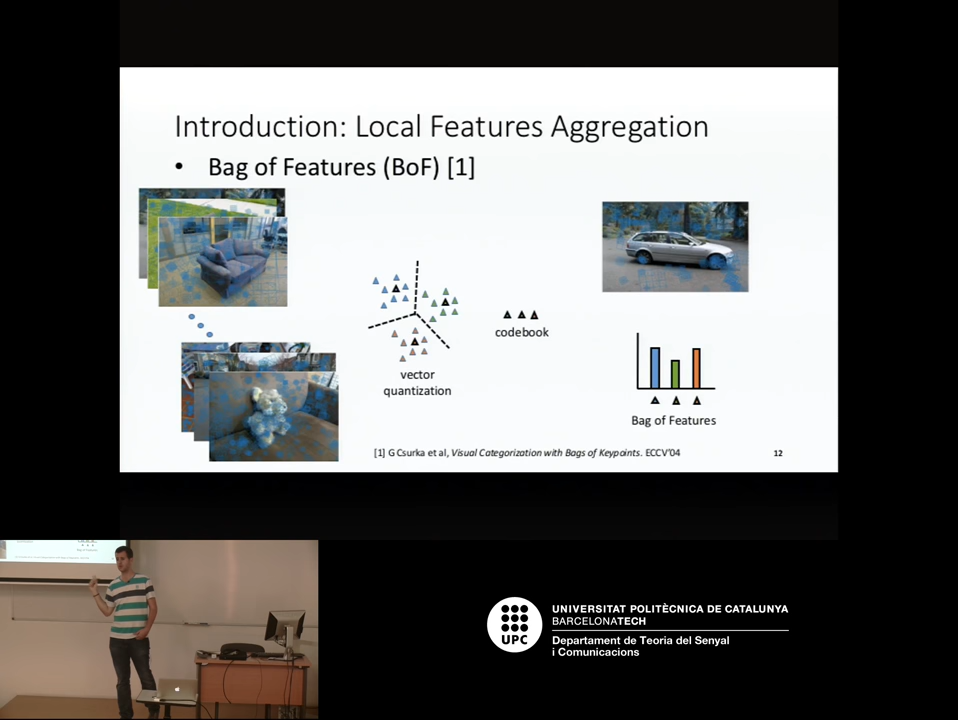 Introduction: Local Features Aggregation
• Bag of Features (BoF) [1]
vector
quantization
codebook
Bag of Features
[1] G Csurka et al, Visual Categorization with Bags of Keypoints. ECCV'04
12
UPC
UNIVERSITAT POLITÈCNICA DE CATALUNYA
BARCELONATECH
Departament de Teoria del Senyal
i Comunicacions